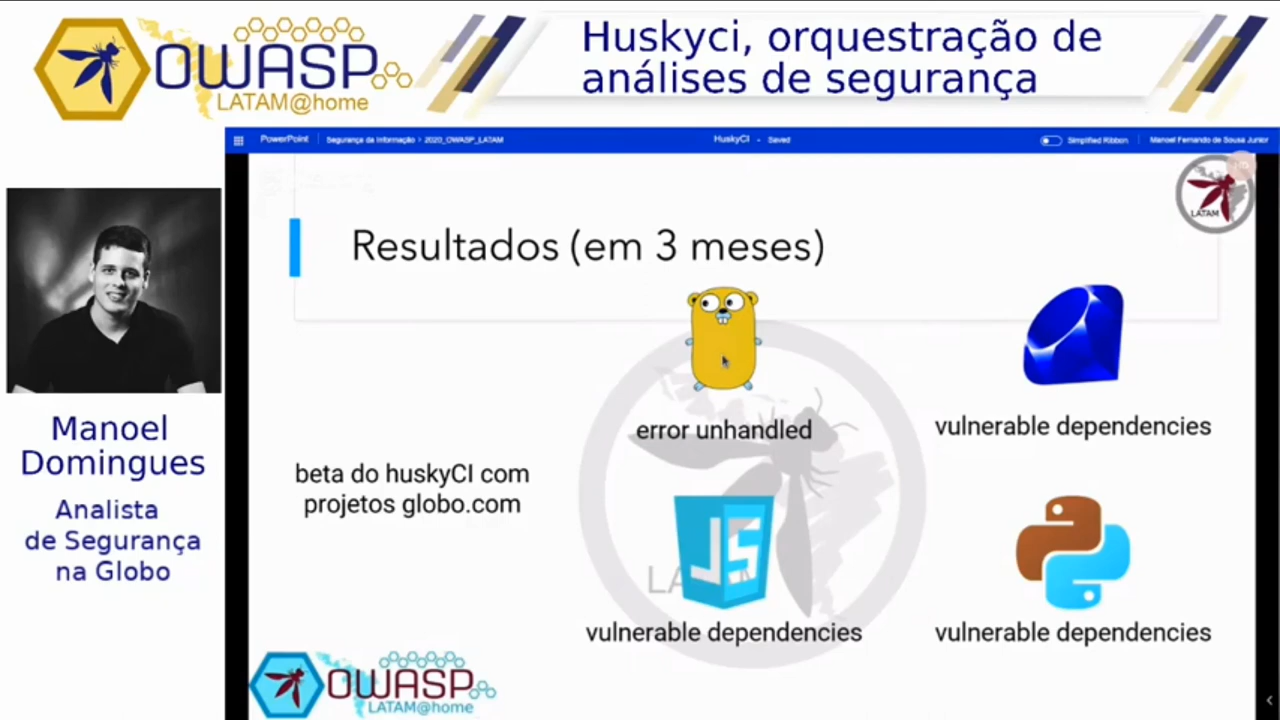 OWASP
LATAM@home
Huskyci, orquestração de
análises de segurança
PowerPoint
Segurança da Informação > 2020_OWASP_LATAM
HuskyCI - Saved
Simplified Ribbon
Manoel Fernando de Sousa Junior
LATAM
Resultados (em 3 meses)
error unhandled
vulnerable dependencies
beta do huskyCI com
projetos globo.com
JS
vulnerable dependencies
vulnerable dependencies
Manoel
Domingues
Analista
de Segurança
na Globo
OWASP
LATAM@home